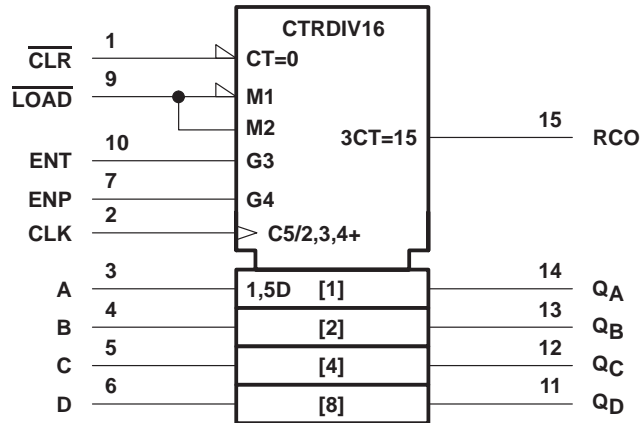 CTRDIV16
1
C̅L̅R̅ CT=0
9
L̅O̅A̅D̅ M1
M2
15
3CT=15 RCO
10
ENT G3
7
ENP G4
2
CLK C5/2,3,4+
3 14
A 1,5D [1] QA
4 13
B [2] QB
5 12
C [4] QC
6 11
D [8] QD